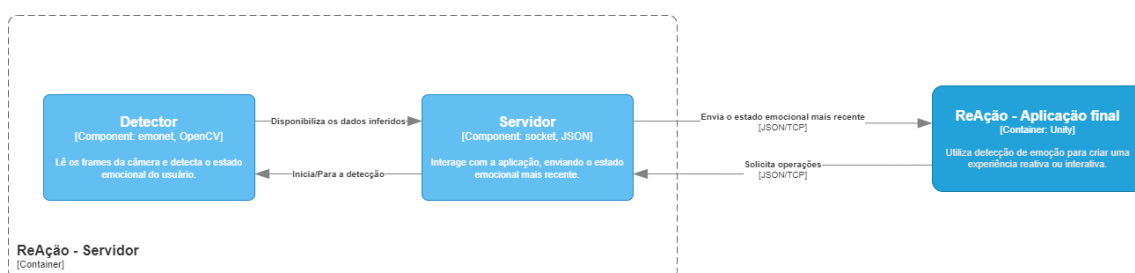 Detector
[Component: emonet, OpenCV]
Lê os frames da câmera e detecta o estado
emocional do usuário.
Disponibiliza os dados inferidos
Inicia/Para a detecção
Servidor
[Component: socket, JSON]
Interage com a aplicação, enviando o estado
emocional mais recente.
Envia o estado emocional mais recente
[JSON/TCP]
Solicita operações
[JSON/TCP]
ReAção - Aplicação final
[Container: Unity]
Utiliza detecção de emoção para criar uma
experiência reativa ou interativa.
ReAção - Servidor
[Container]